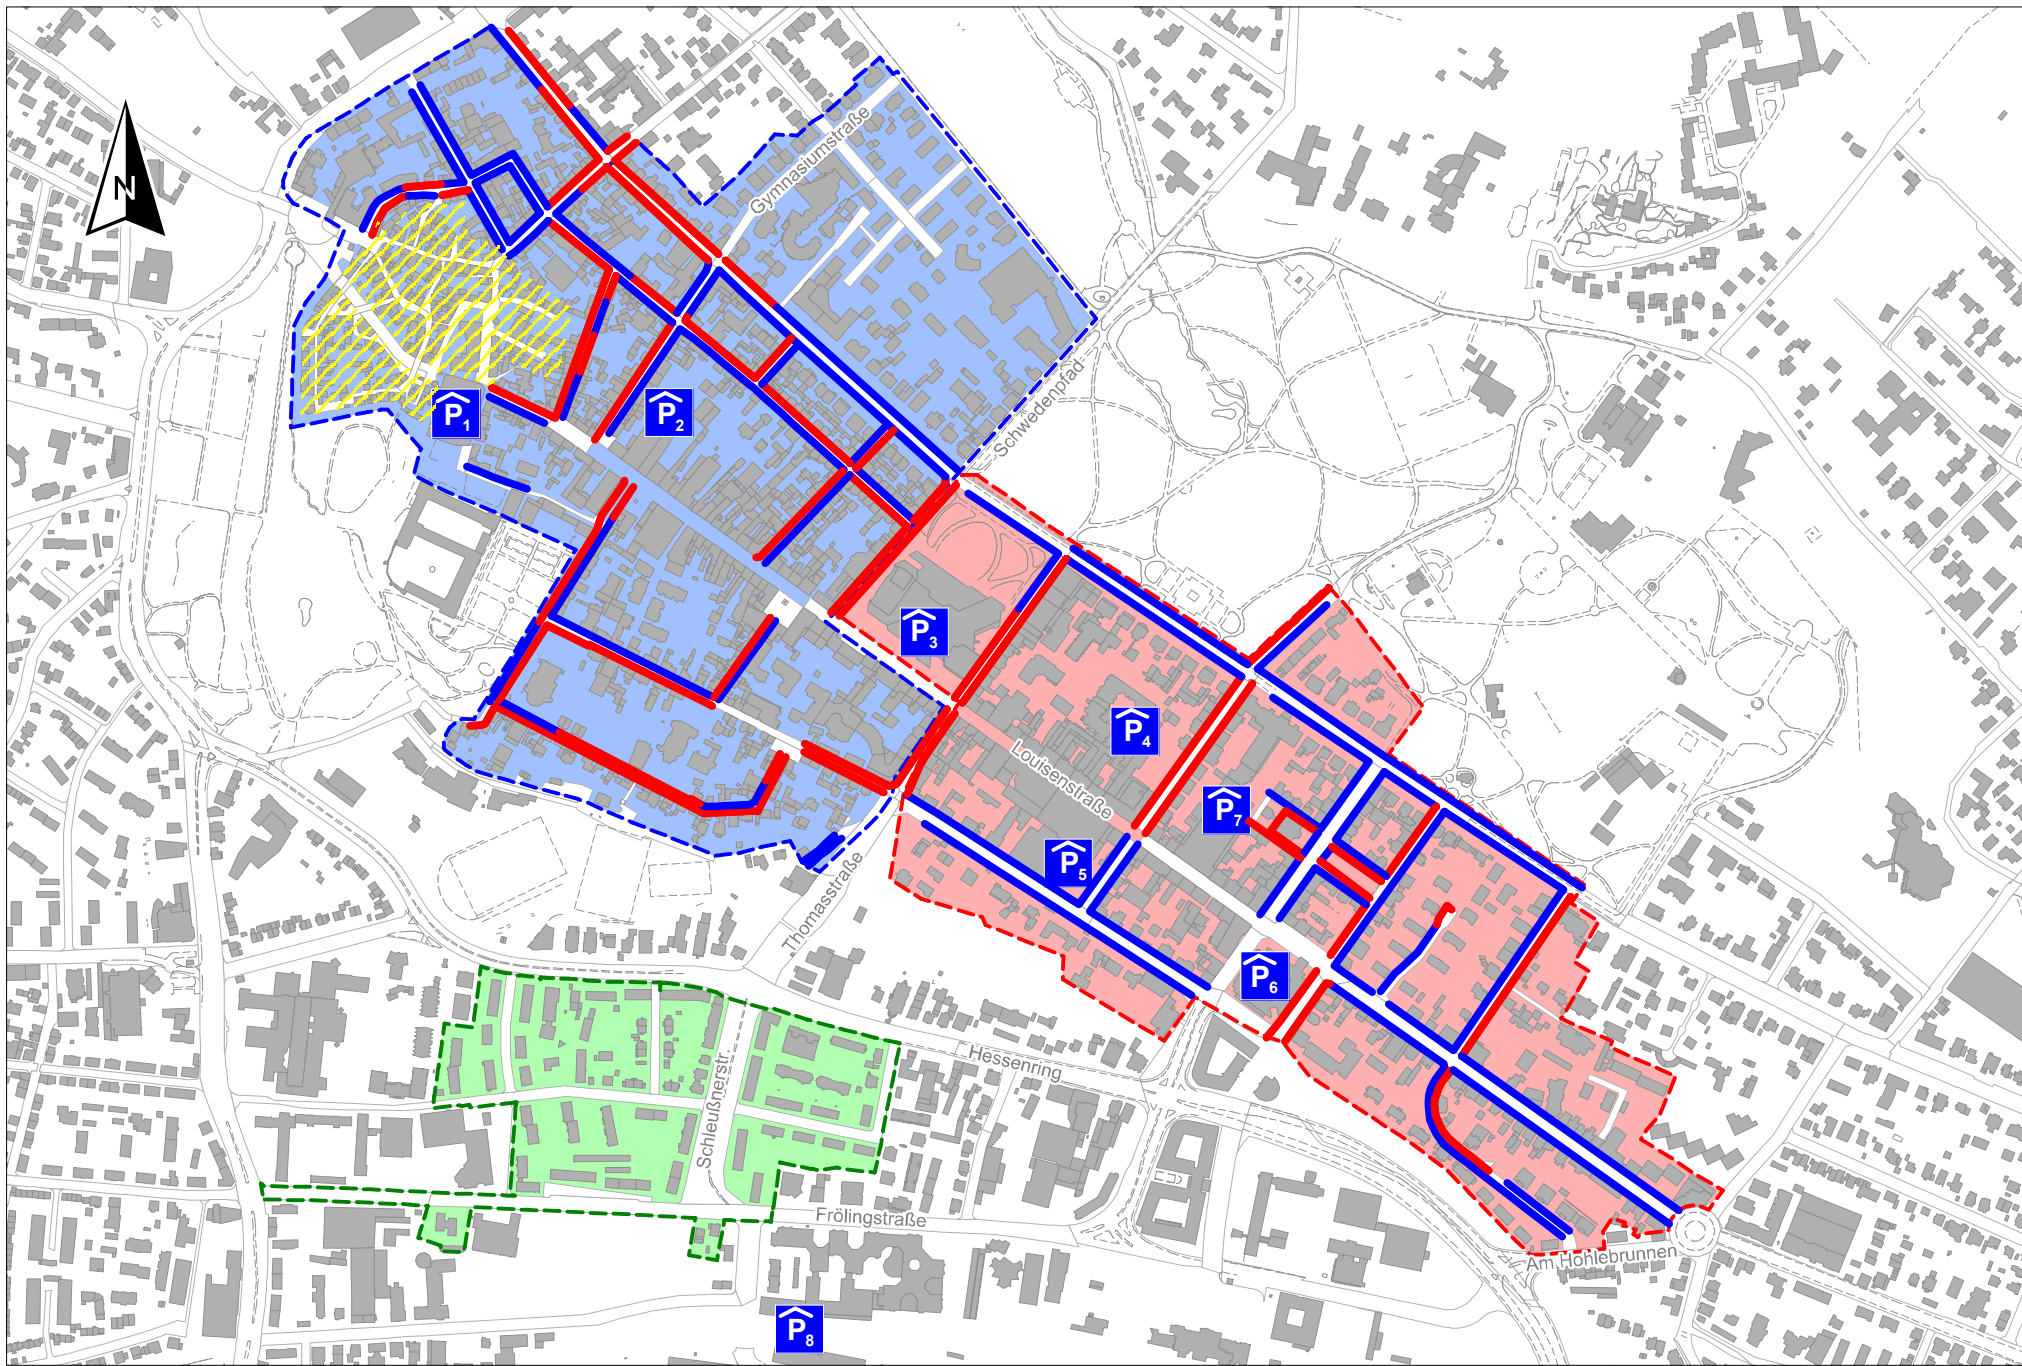 N
Gymnasiumstraße
Schwedenpfad
P1
P2
P3
P4
Louisenstraße
P7
P5
Thomasstraße
P6
Hessenring
Schleußnerstr.
Frölingstraße
Am Hohlebrunnen
P8